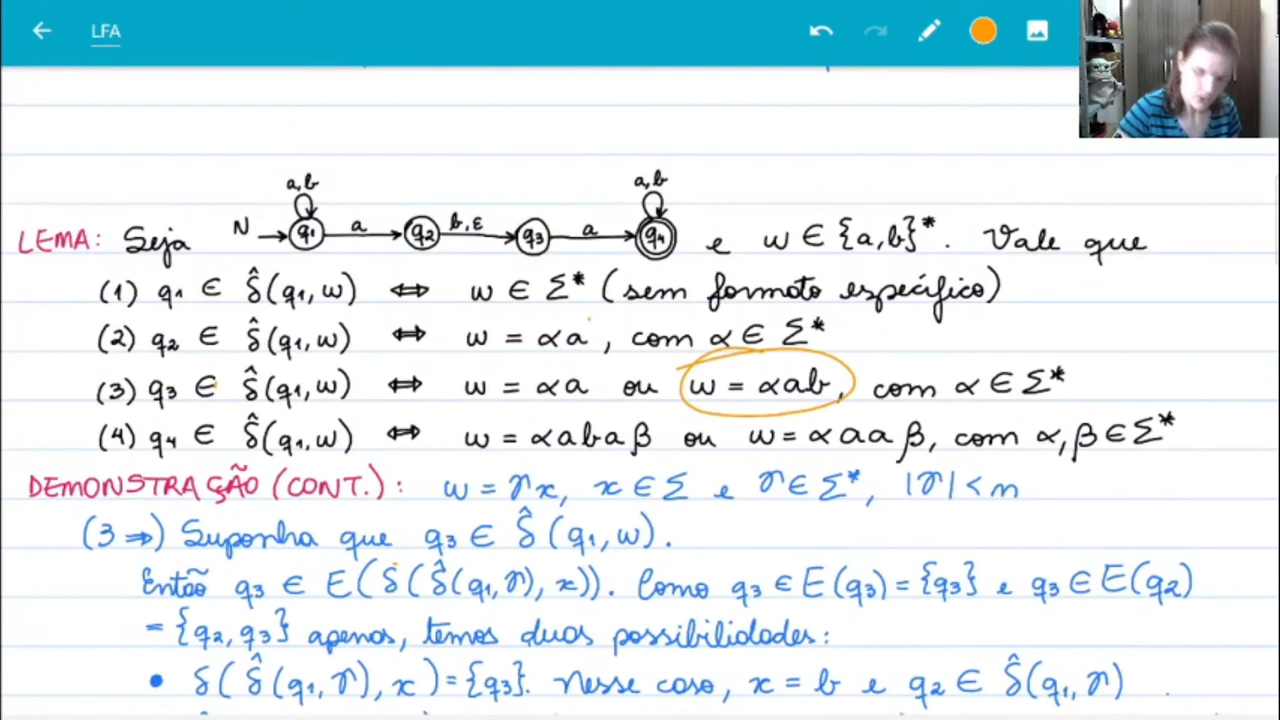 LFA
a,b a,b
LEMA: Seja N q1 a q2 b,ε q3 a q4 e w ∈ {a,b}*. Vale que
(1) q1 ∈ δ̂(q1,w) ⇔ w ∈ Σ* (sem formato específico)
(2) q2 ∈ δ̂(q1,w) ⇔ w = αa, com α ∈ Σ*
(3) q3 ∈ δ̂(q1,w) ⇔ w = αa ou w = αab, com α ∈ Σ*
(4) q4 ∈ δ̂(q1,w) ⇔ w = αabaβ ou w = αaaβ, com α,β ∈ Σ*
DEMONSTRAÇÃO (CONT.): w = γx, x ∈ Σ e γ ∈ Σ*, |γ| < n
(3 ⇒) Suponha que q3 ∈ δ̂(q1,w).
Então q3 ∈ E(δ(δ̂(q1,γ),x)). Como q3 ∈ E(q3) = {q3} e q3 ∈ E(q2)
= {q2,q3} apenas, temos duas possibilidades:
• δ(δ̂(q1,γ),x) = {q3}. Nesse caso, x = b e q2 ∈ δ̂(q1,γ)